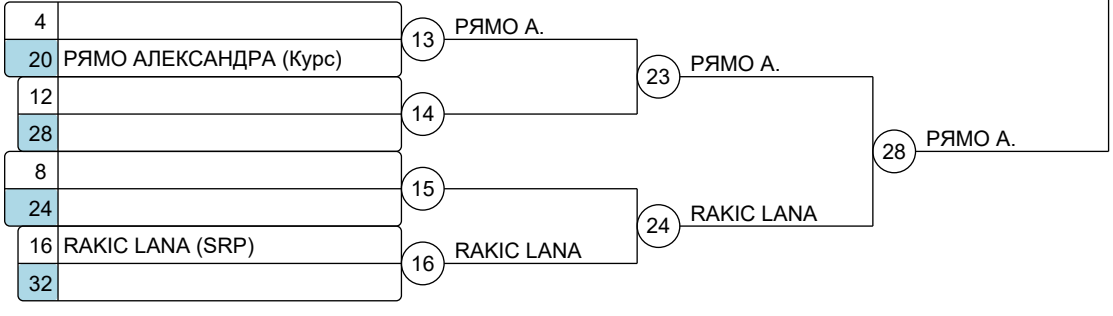 4
13
РЯМО А.
20 РЯМО АЛЕКСАНДРА (Курс)
23
РЯМО А.
12
14
28
28
РЯМО А.
8
15
24
24
RAKIC LANA
16 RAKIC LANA (SRP)
16
RAKIC LANA
32